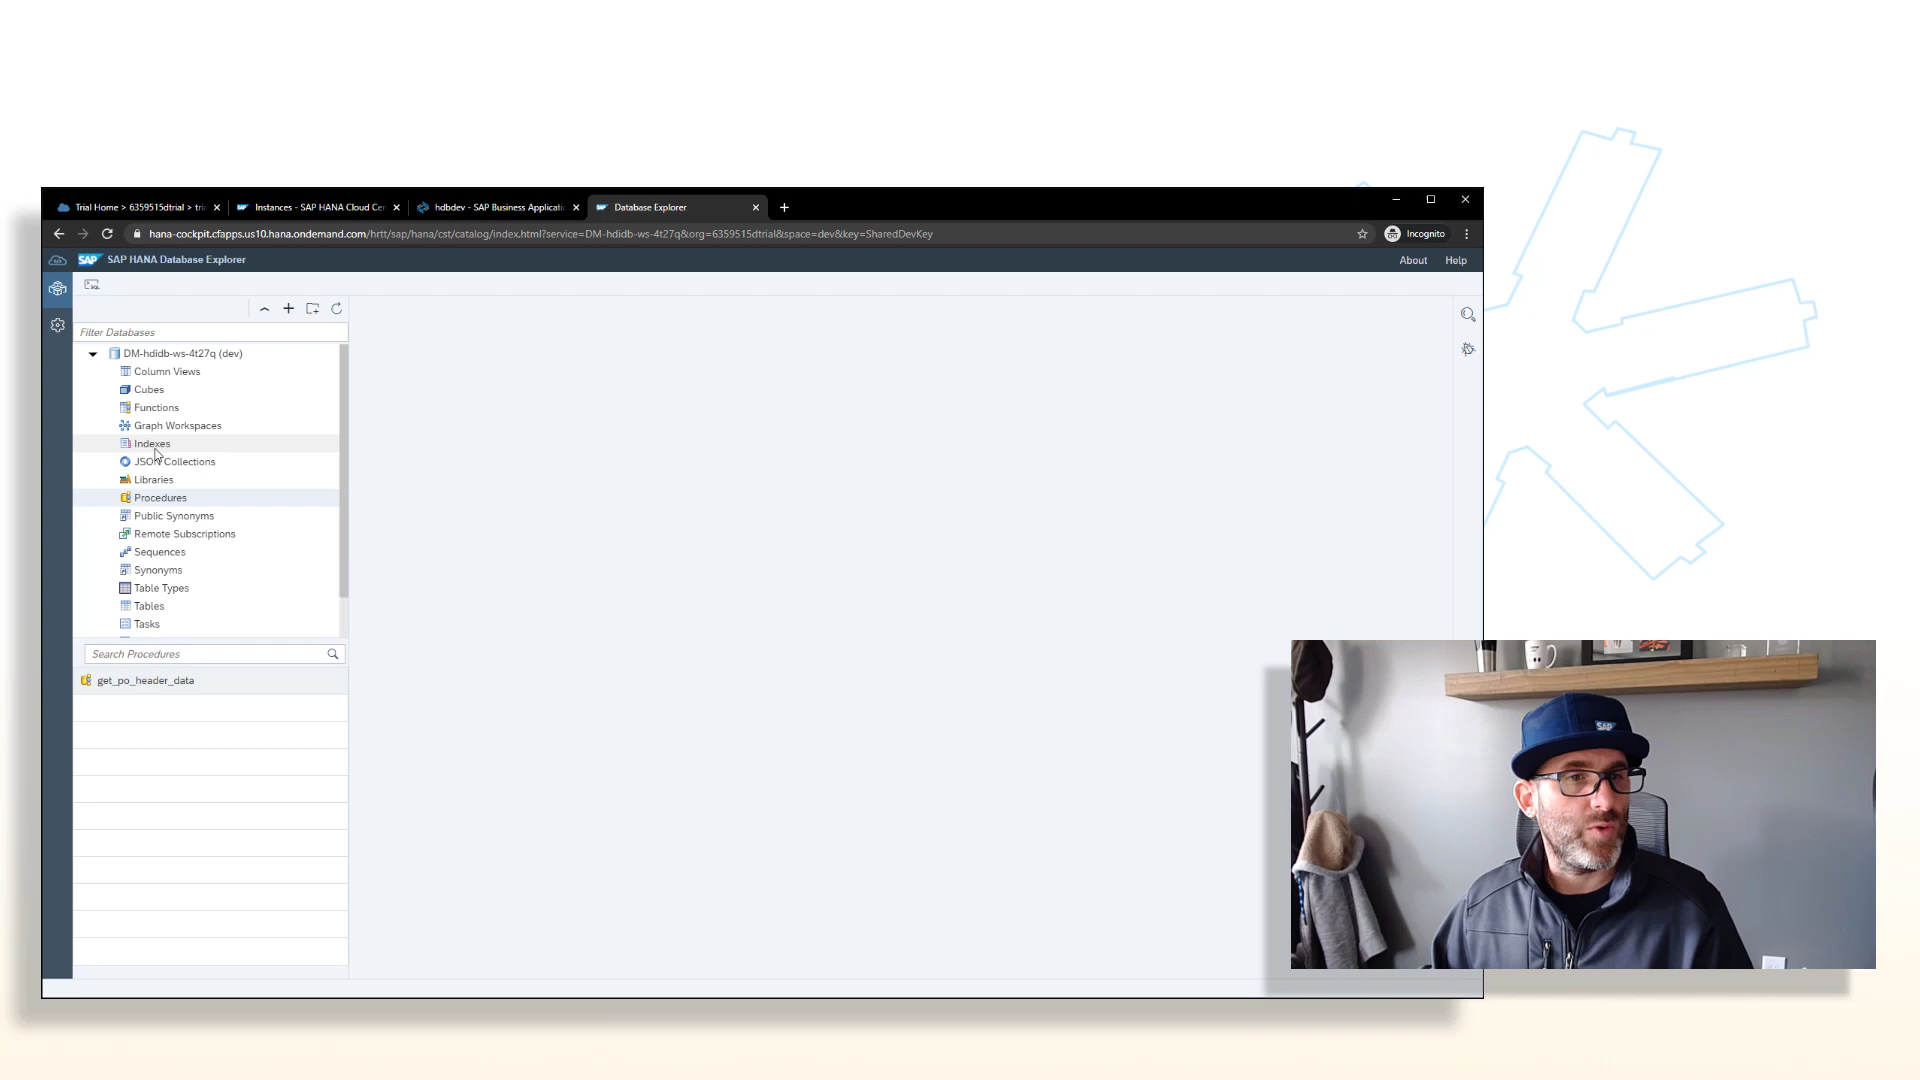 Trial Home > 6359515dtrial > tri
Instances - SAP HANA Cloud Cen
hdbdev - SAP Business Applicati
Database Explorer
hana-cockpit.cfapps.us10.hana.ondemand.com/hrtt/sap/hana/cst/catalog/index.html?service=DM-hdidb-ws-4t27q&org=6359515dtrial&space=dev&key=SharedDevKey
Incognito
SAP SAP HANA Database Explorer
About
Help
SQL
Filter Databases
DM-hdidb-ws-4t27q (dev)
Column Views
Cubes
Functions
Graph Workspaces
Indexes
JSON Collections
Libraries
Procedures
Public Synonyms
Remote Subscriptions
Sequences
Synonyms
Table Types
Tables
Tasks
Search Procedures
get_po_header_data
SAP